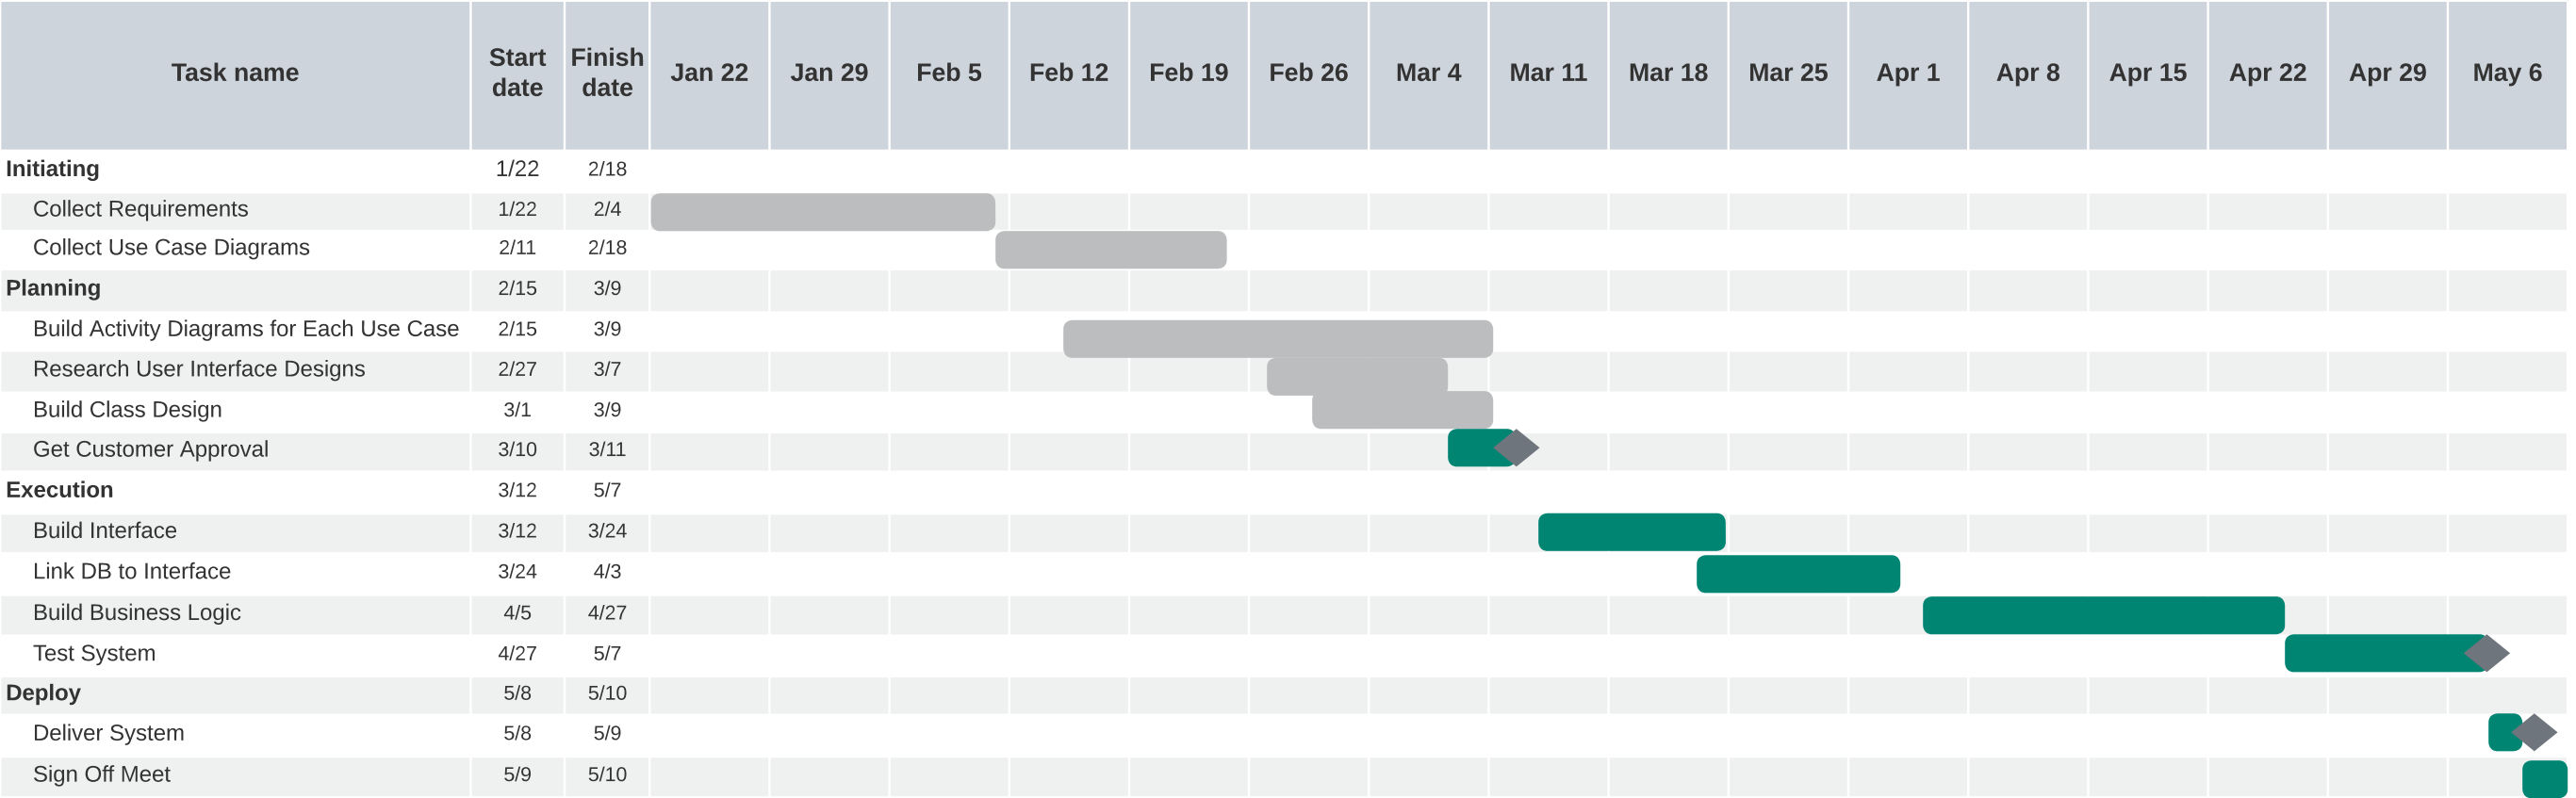 Task name Start date Finish date Jan 22 Jan 29 Feb 5 Feb 12 Feb 19 Feb 26 Mar 4 Mar 11 Mar 18 Mar 25 Apr 1 Apr 8 Apr 15 Apr 22 Apr 29 May 6
Initiating 1/22 2/18
Collect Requirements 1/22 2/4
Collect Use Case Diagrams 2/11 2/18
Planning 2/15 3/9
Build Activity Diagrams for Each Use Case 2/15 3/9
Research User Interface Designs 2/27 3/7
Build Class Design 3/1 3/9
Get Customer Approval 3/10 3/11
Execution 3/12 5/7
Build Interface 3/12 3/24
Link DB to Interface 3/24 4/3
Build Business Logic 4/5 4/27
Test System 4/27 5/7
Deploy 5/8 5/10
Deliver System 5/8 5/9
Sign Off Meet 5/9 5/10